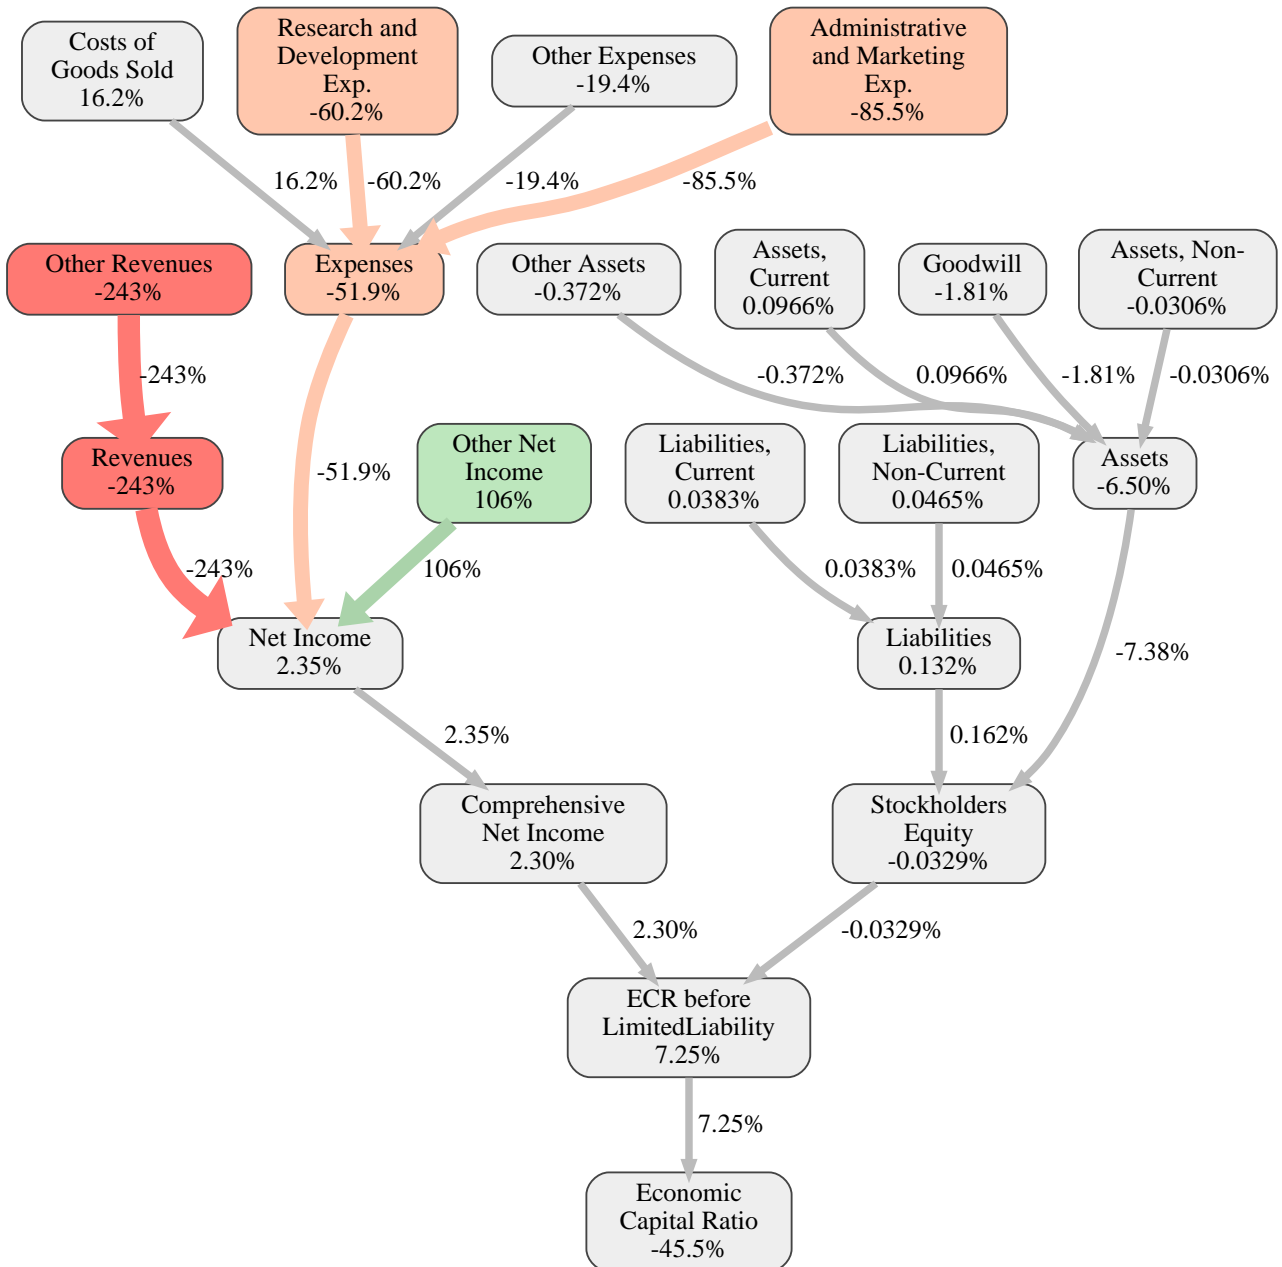 Costs of
Goods Sold
16.2%
Research and
Development
Exp.
-60.2%
Other Expenses
-19.4%
Administrative
and Marketing
Exp.
-85.5%
16.2%
-60.2%
-19.4%
-85.5%
Other Revenues
-243%
Expenses
-51.9%
Other Assets
-0.372%
Assets,
Current
0.0966%
Goodwill
-1.81%
Assets, Non-
Current
-0.0306%
-243%
-0.372%
0.0966%
-1.81%
-0.0306%
Revenues
-243%
-51.9%
Other Net
Income
106%
Liabilities,
Current
0.0383%
Liabilities,
Non-Current
0.0465%
Assets
-6.50%
-243%
106%
0.0383%
0.0465%
Net Income
2.35%
Liabilities
0.132%
-7.38%
2.35%
0.162%
Comprehensive
Net Income
2.30%
Stockholders
Equity
-0.0329%
2.30%
-0.0329%
ECR before
LimitedLiability
7.25%
7.25%
Economic
Capital Ratio
-45.5%